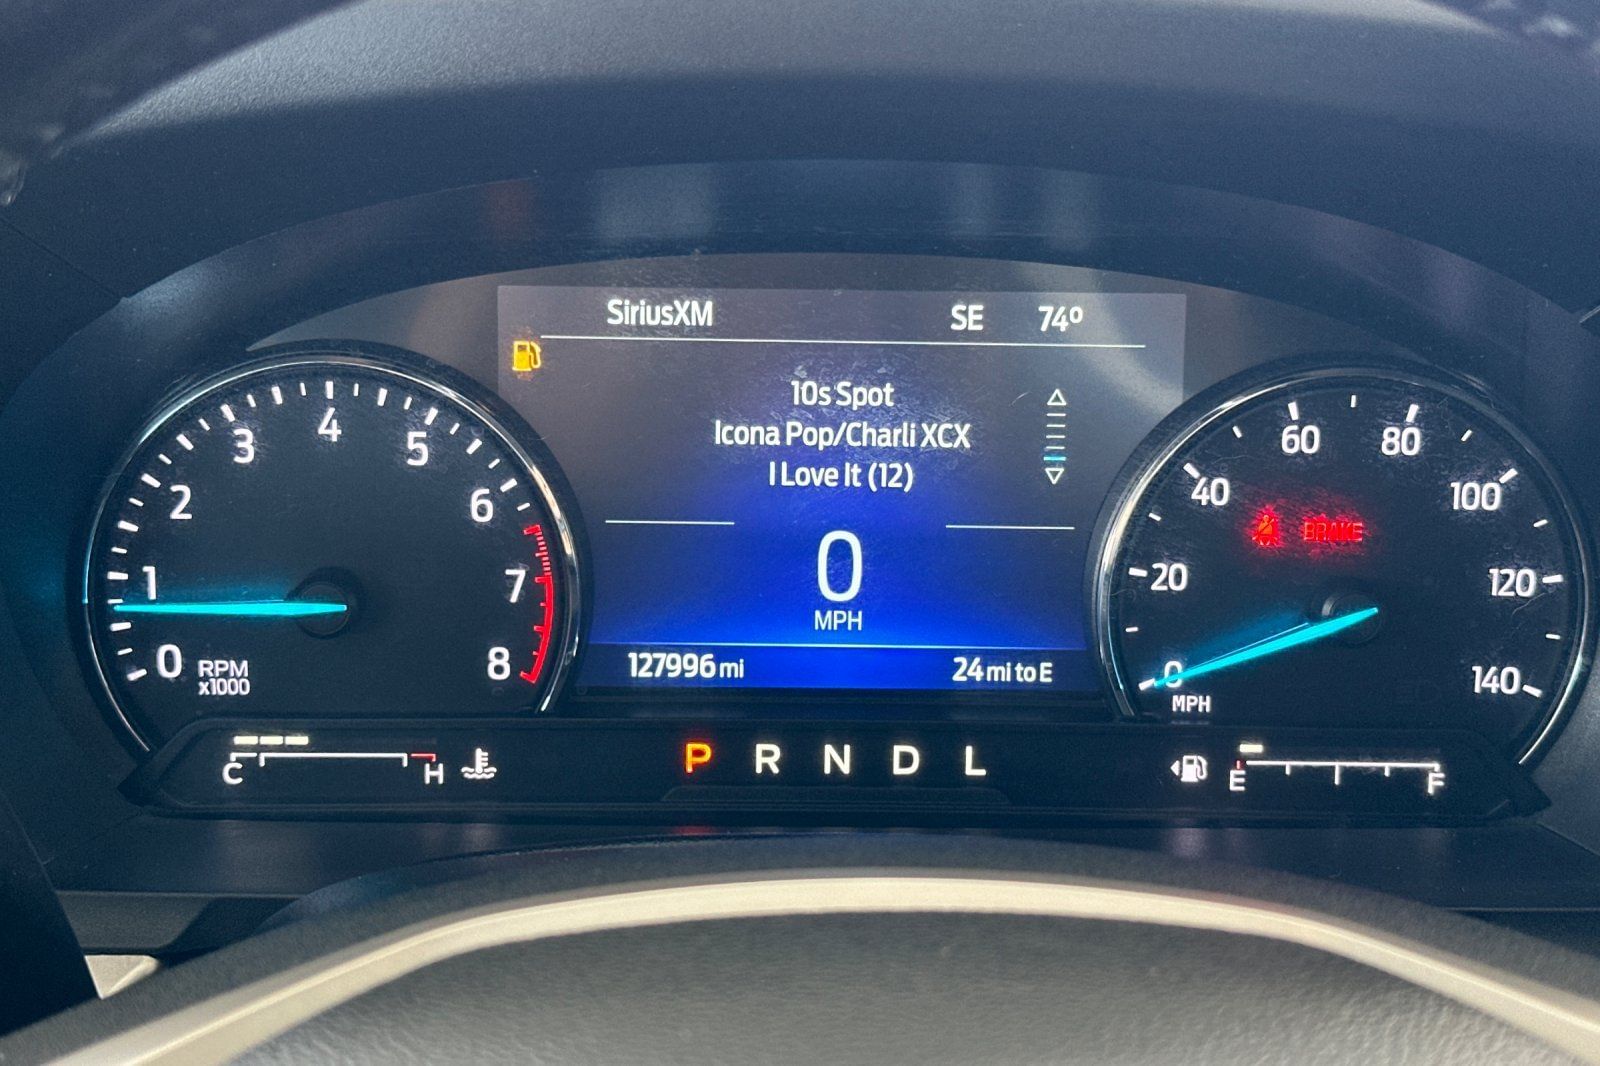 SiriusXM SE 74º
10s Spot
Icona Pop/Charli XCX
I Love It (12)
0
MPH
127996 mi 24 mi to E
0 1 2 3 4 5 6 7 8
RPM
x1000
0 20 40 60 80 100 120 140
MPH
BRAKE
C H
P R N D L
E F